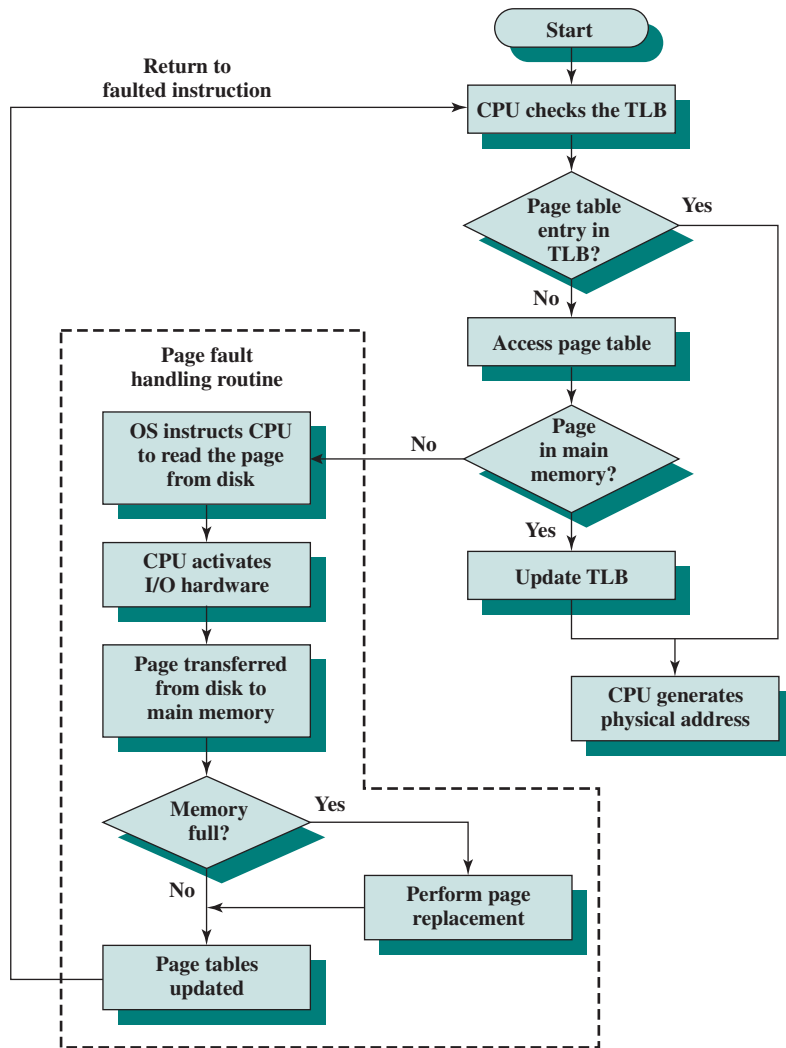 Start
Return to
faulted instruction
CPU checks the TLB
Page table
entry in
TLB?
Yes
No
Access page table
Page fault
handling routine
OS instructs CPU
to read the page
from disk
No
Page
in main
memory?
Yes
CPU activates
I/O hardware
Update TLB
Page transferred
from disk to
main memory
CPU generates
physical address
Memory
full?
Yes
No
Perform page
replacement
Page tables
updated